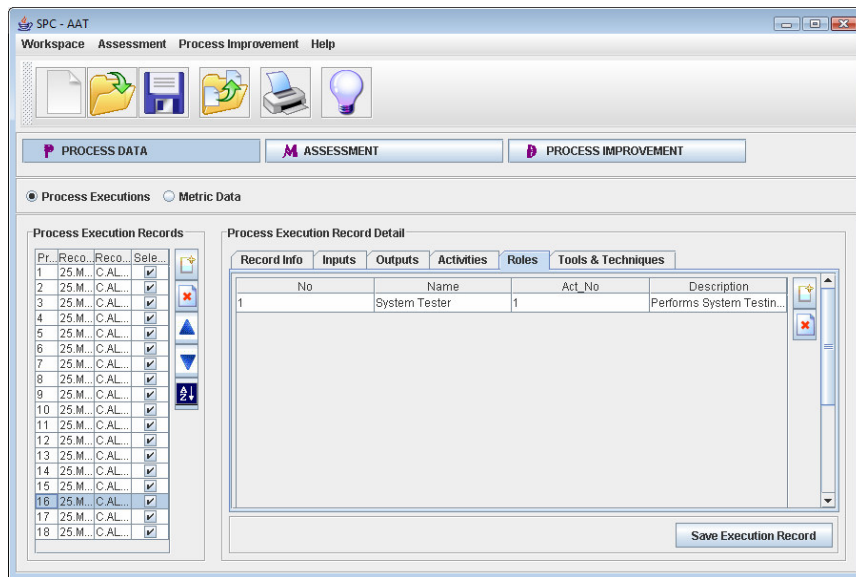 SPC - AAT
Workspace Assessment Process Improvement Help
P PROCESS DATA M ASSESSMENT D PROCESS IMPROVEMENT
Process Executions Metric Data
Process Execution Records Process Execution Record Detail
Pr... Reco... Reco... Sele...
1 25.M... C.AL...
2 25.M... C.AL...
3 25.M... C.AL...
4 25.M... C.AL...
5 25.M... C.AL...
6 25.M... C.AL...
7 25.M... C.AL...
8 25.M... C.AL...
9 25.M... C.AL...
10 25.M... C.AL...
11 25.M... C.AL...
12 25.M... C.AL...
13 25.M... C.AL...
14 25.M... C.AL...
15 25.M... C.AL...
16 25.M... C.AL...
17 25.M... C.AL...
18 25.M... C.AL...
A
Z
Record Info Inputs Outputs Activities Roles Tools & Techniques
No Name Act_No Description
1 System Tester 1 Performs System Testin...
Save Execution Record